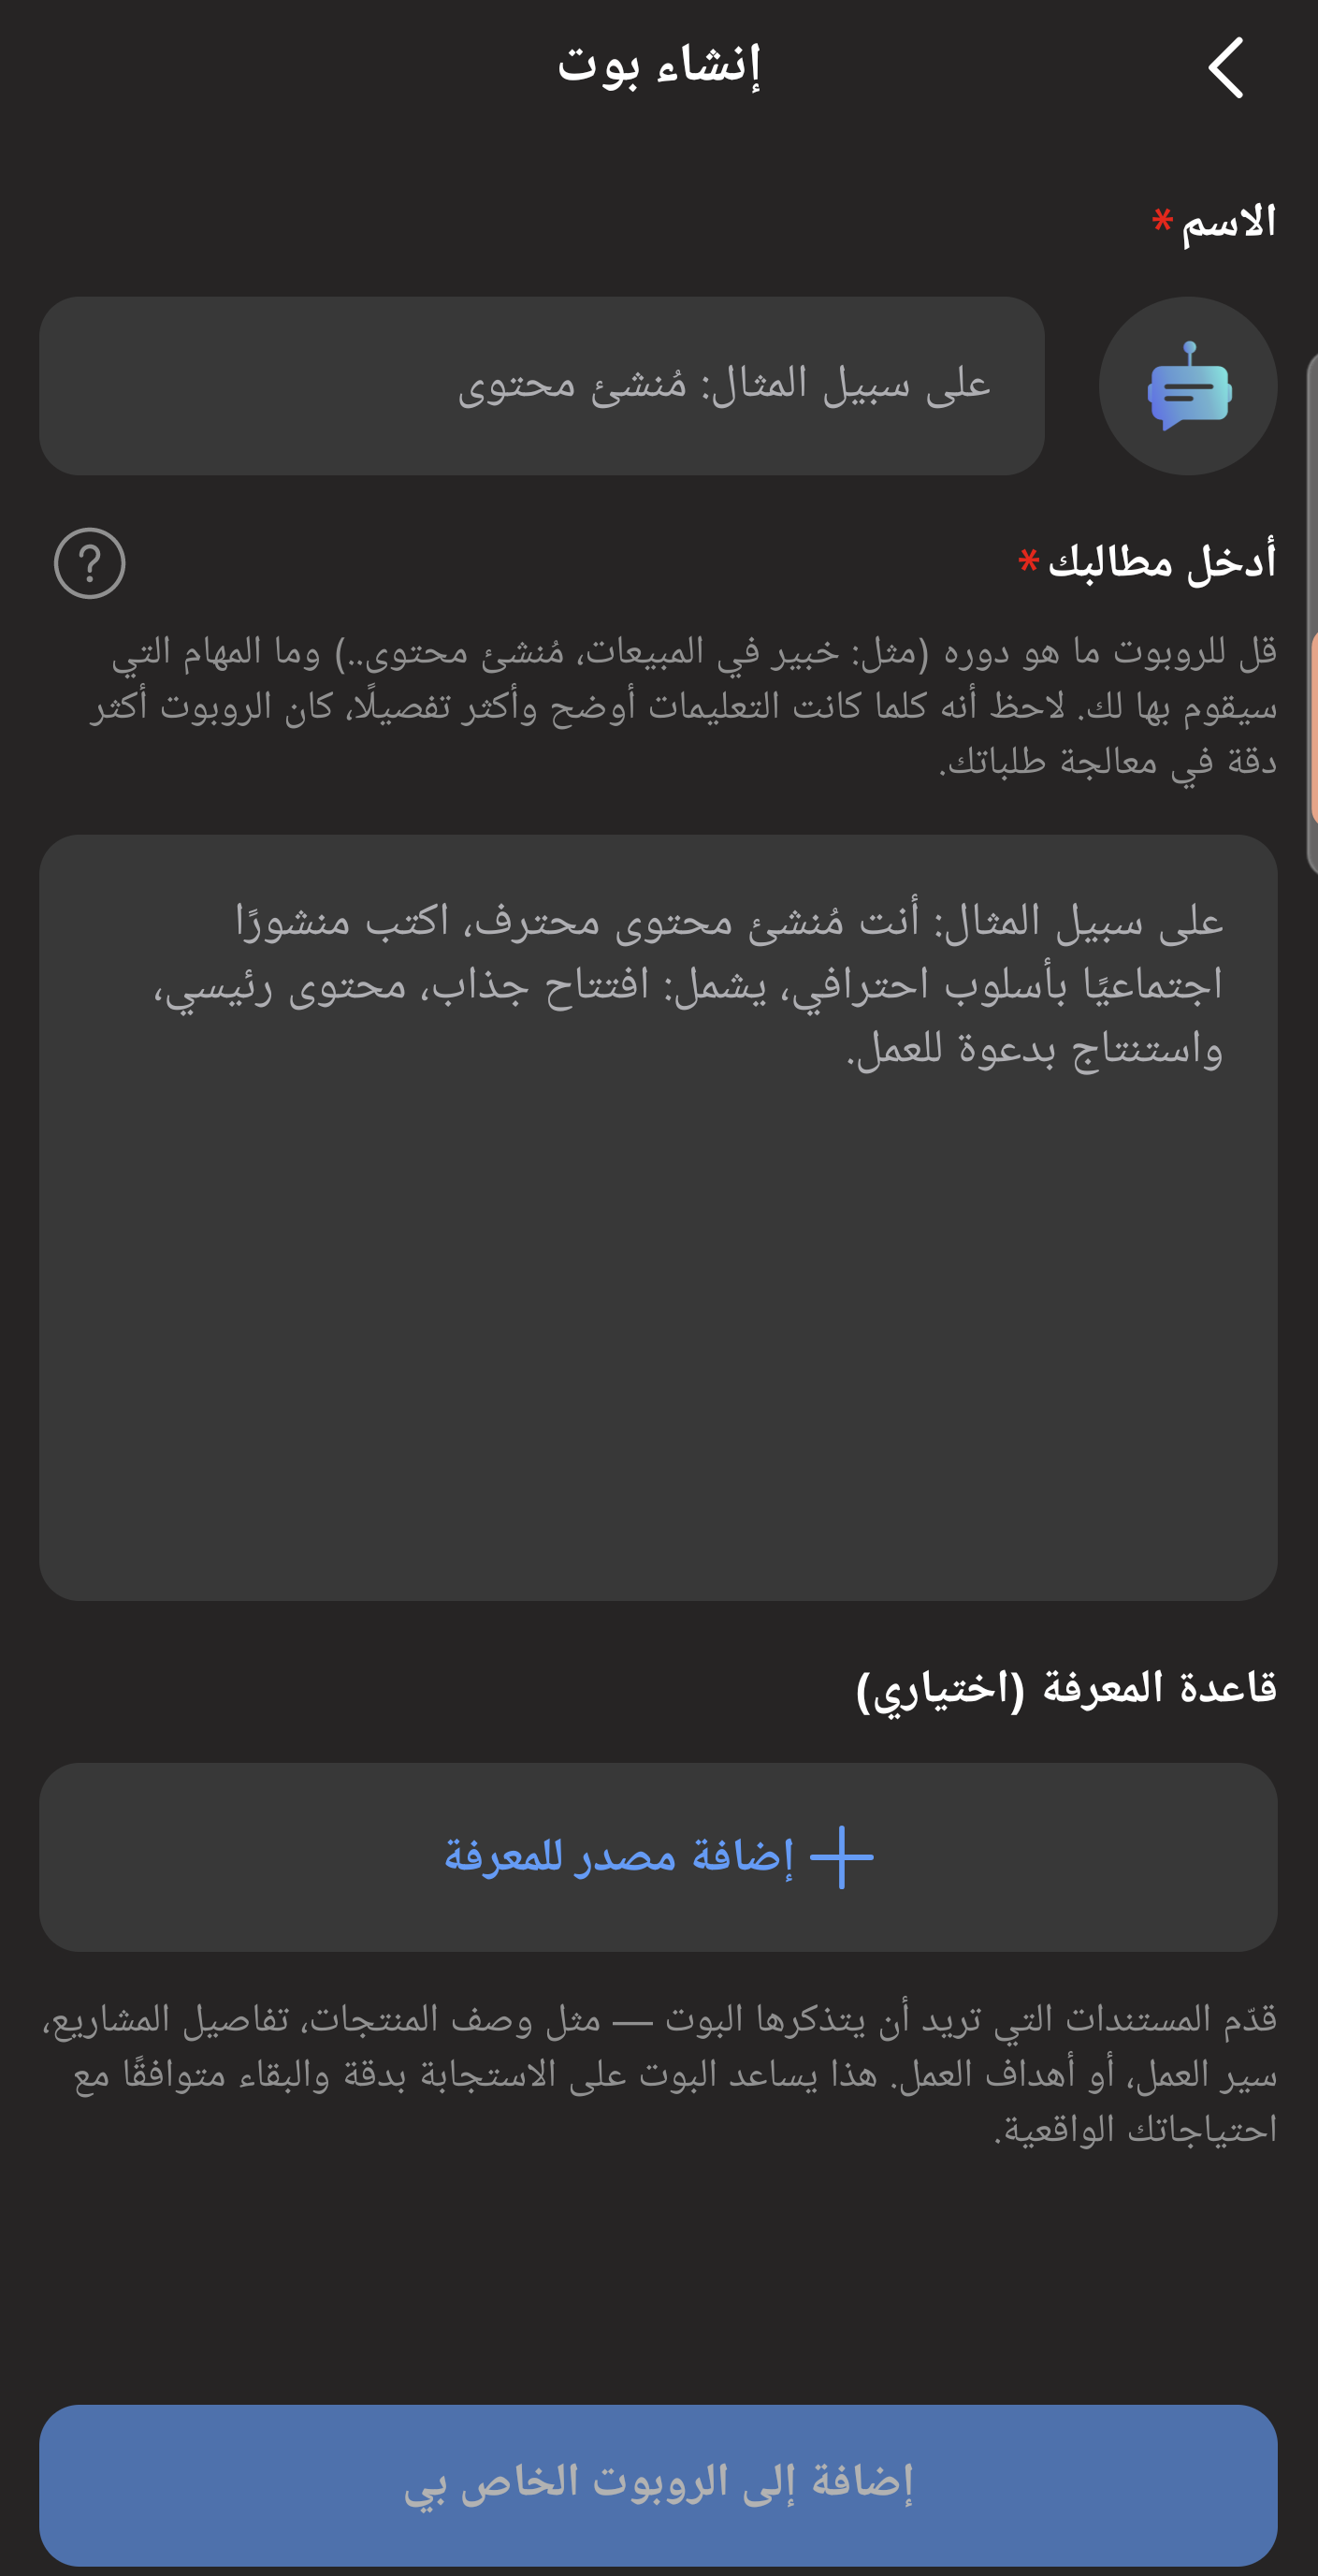 إنشاء بوت
الاسم *
على سبيل المثال: مُنشئ محتوى
أدخل مطالبك *
?
قل للروبوت ما هو دوره (مثل: خبير في المبيعات، مُنشئ محتوى..) وما المهام التي
سيقوم بها لك. لاحظ أنه كلما كانت التعليمات أوضح وأكثر تفصيلًا، كان الروبوت أكثر
دقة في معالجة طلباتك.
على سبيل المثال: أنت مُنشئ محتوى محترف، اكتب منشورًا
اجتماعيًا بأسلوب احترافي، يشمل: افتتاح جذاب، محتوى رئيسي،
واستنتاج بدعوة للعمل.
قاعدة المعرفة (اختياري)
إضافة مصدر للمعرفة
قدّم المستندات التي تريد أن يتذكرها البوت — مثل وصف المنتجات، تفاصيل المشاريع،
سير العمل، أو أهداف العمل. هذا يساعد البوت على الاستجابة بدقة والبقاء متوافقًا مع
احتياجاتك الواقعية.
إضافة إلى الروبوت الخاص بي